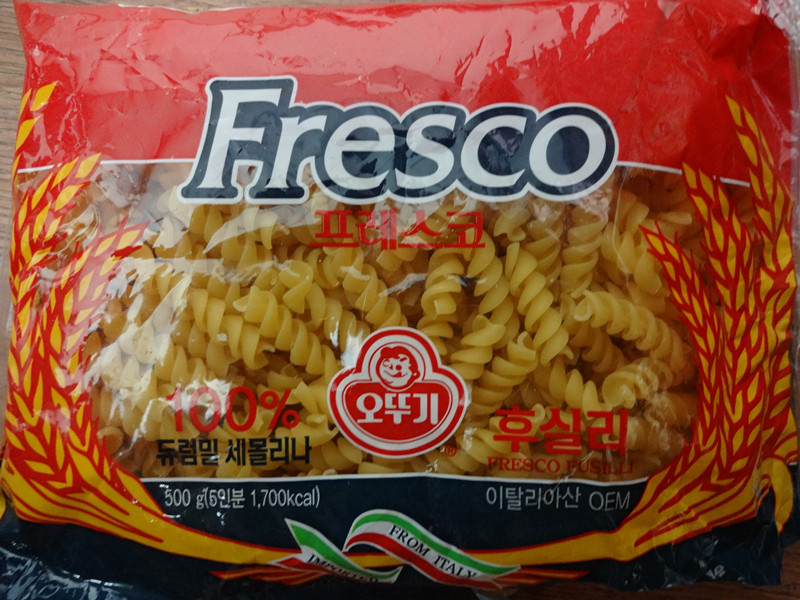 Fresco
프레스코
오뚜기
®
100%
듀럼밀 세몰리나
후실리
FRESCO FUSILLI
500 g(5인분 1,700kcal)
이탈리아산 OEM
IMPORTED
FROM ITALY